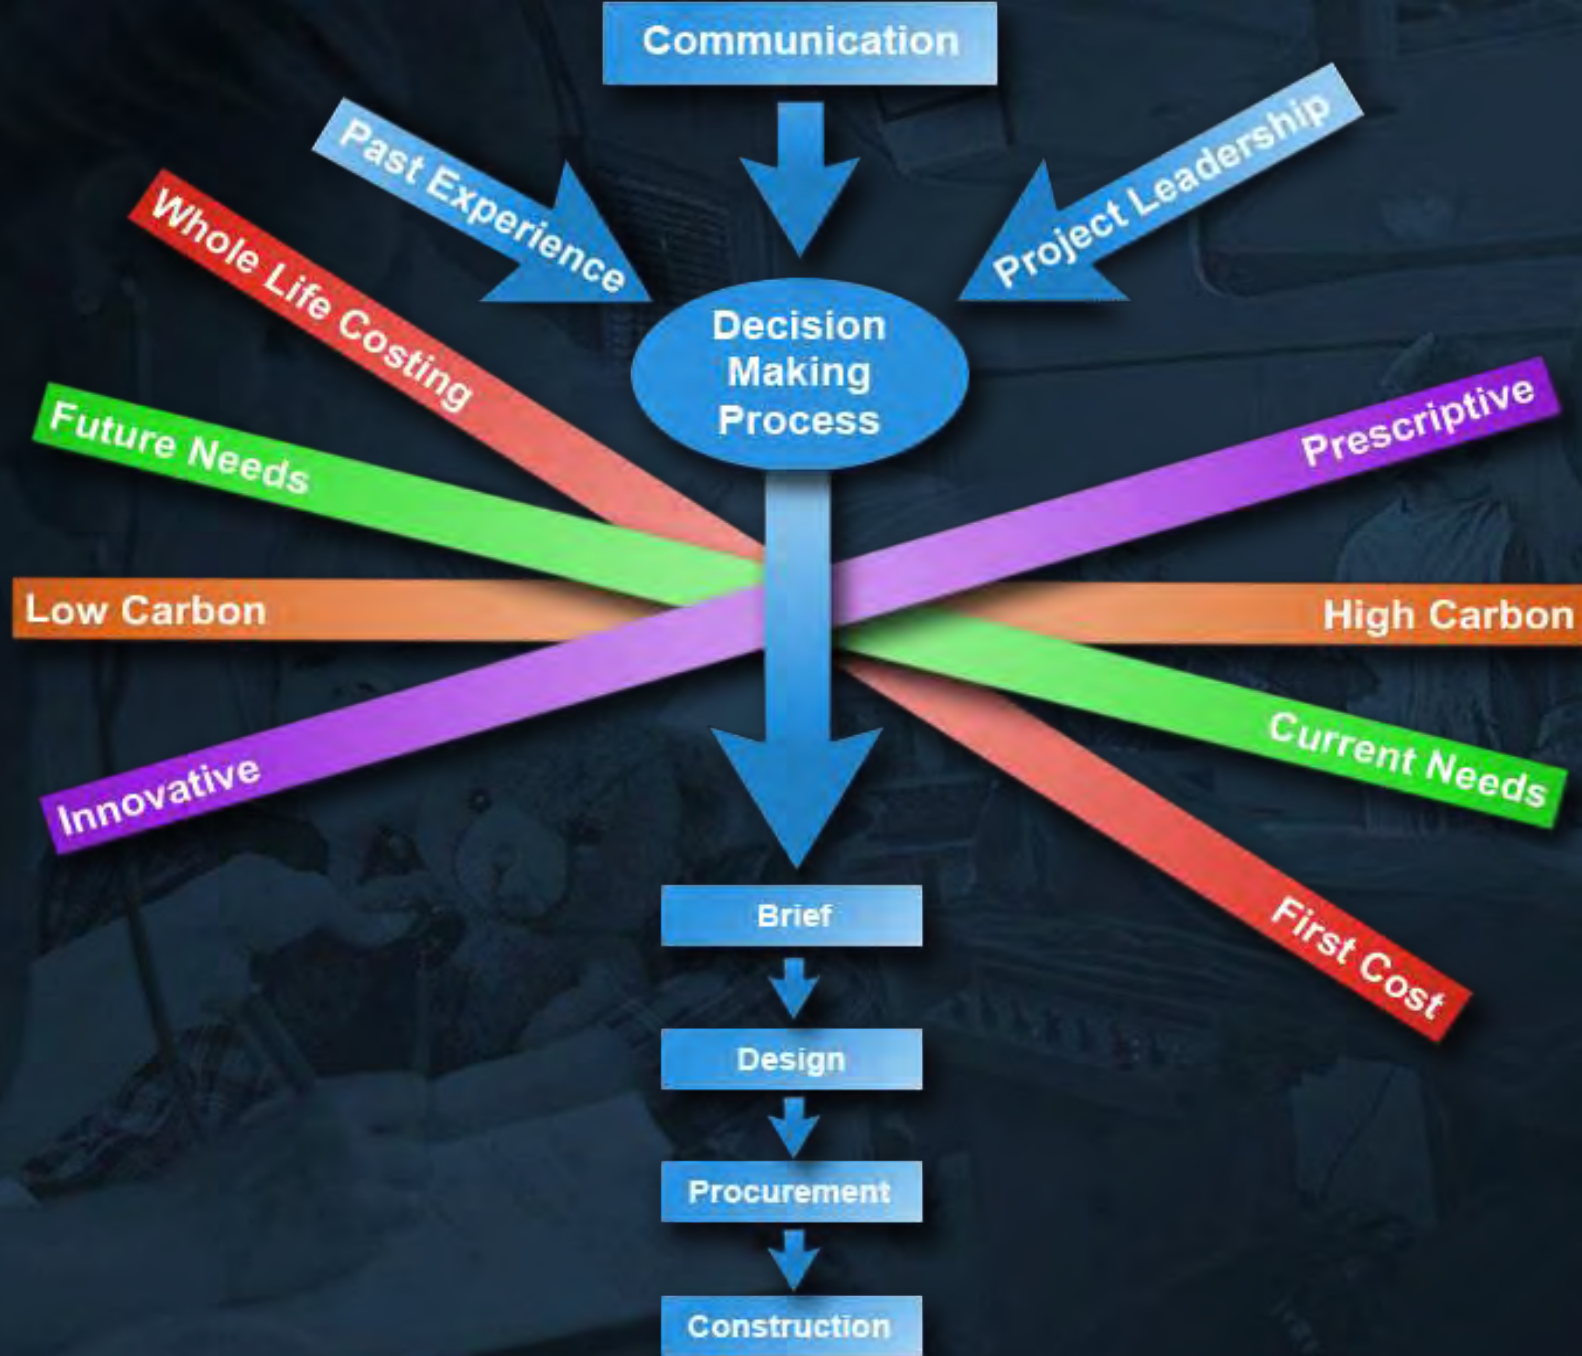 Communication
Past Experience
Project Leadership
Whole Life Costing
Decision
Making
Process
Prescriptive
Future Needs
Low Carbon
High Carbon
Current Needs
Innovative
Brief
First Cost
Design
Procurement
Construction